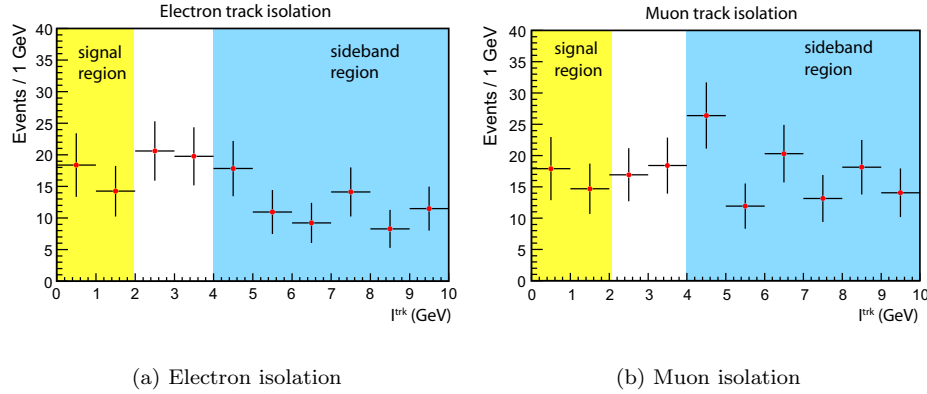 Electron track isolation
Events / 1 GeV
40
35
30
25
20
15
10
5
0
signal
region
sideband
region
0 1 2 3 4 5 6 7 8 9 10
I^trk (GeV)
(a) Electron isolation
Muon track isolation
Events / 1 GeV
40
35
30
25
20
15
10
5
0
signal
region
sideband
region
0 1 2 3 4 5 6 7 8 9 10
I^trk (GeV)
(b) Muon isolation